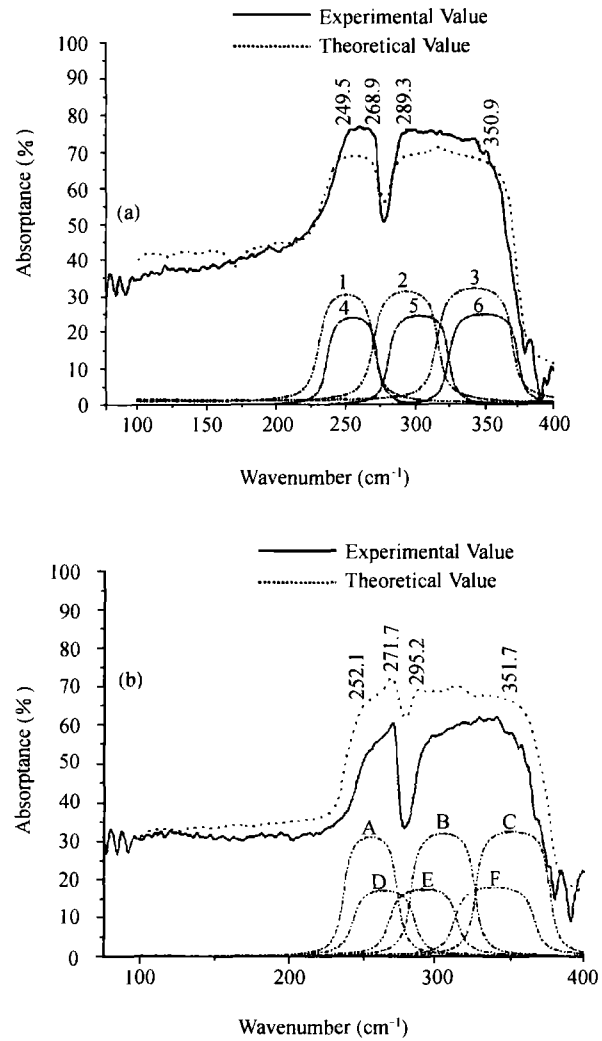 Experimental Value
Theoretical Value
249.5 268.9 289.3 350.9
100
90
80
70
60
50
40
30
20
10
0
Absorptance (%)
(a)
1 2 3
4 5 6
100 150 200 250 300 350 400
Wavenumber (cm⁻¹)
Experimental Value
Theoretical Value
252.1 271.7 295.2 351.7
100
90
80
70
60
50
40
30
20
10
0
Absorptance (%)
(b)
A B C
D E F
100 200 300 400
Wavenumber (cm⁻¹)